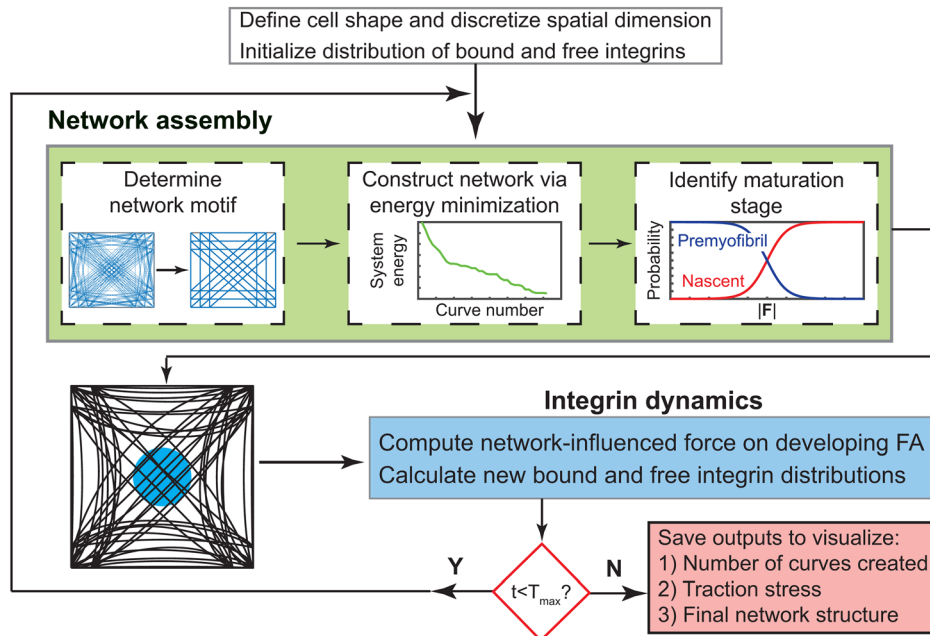 Define cell shape and discretize spatial dimension
Initialize distribution of bound and free integrins
Network assembly
Determine
network motif
Construct network via
energy minimization
System
energy
Curve number
Identify maturation
stage
Probability
Premyofibril
Nascent
|F|
Integrin dynamics
Compute network-influenced force on developing FA
Calculate new bound and free integrin distributions
t<Tmax?
Y
N
Save outputs to visualize:
1) Number of curves created
2) Traction stress
3) Final network structure